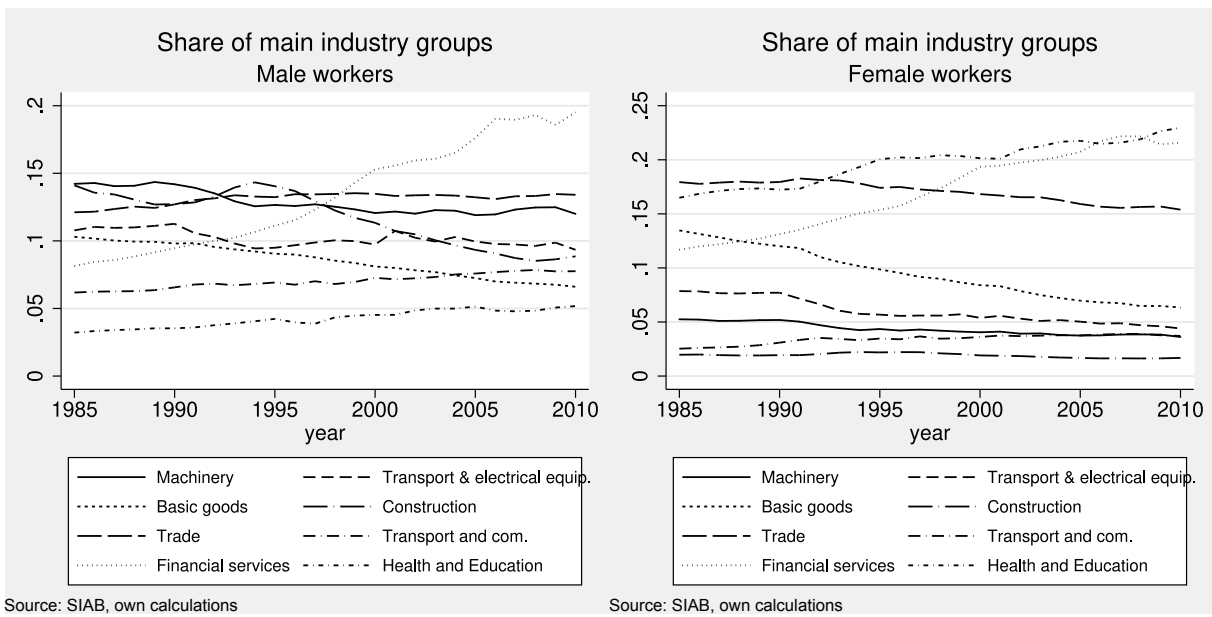 Share of main industry groups
Male workers
.2
.15
.1
.05
0
1985 1990 1995 2000 2005 2010
year
Machinery Transport & electrical equip.
Basic goods Construction
Trade Transport and com.
Financial services Health and Education
Source: SIAB, own calculations
Share of main industry groups
Female workers
.25
.2
.15
.1
.05
0
1985 1990 1995 2000 2005 2010
year
Machinery Transport & electrical equip.
Basic goods Construction
Trade Transport and com.
Financial services Health and Education
Source: SIAB, own calculations